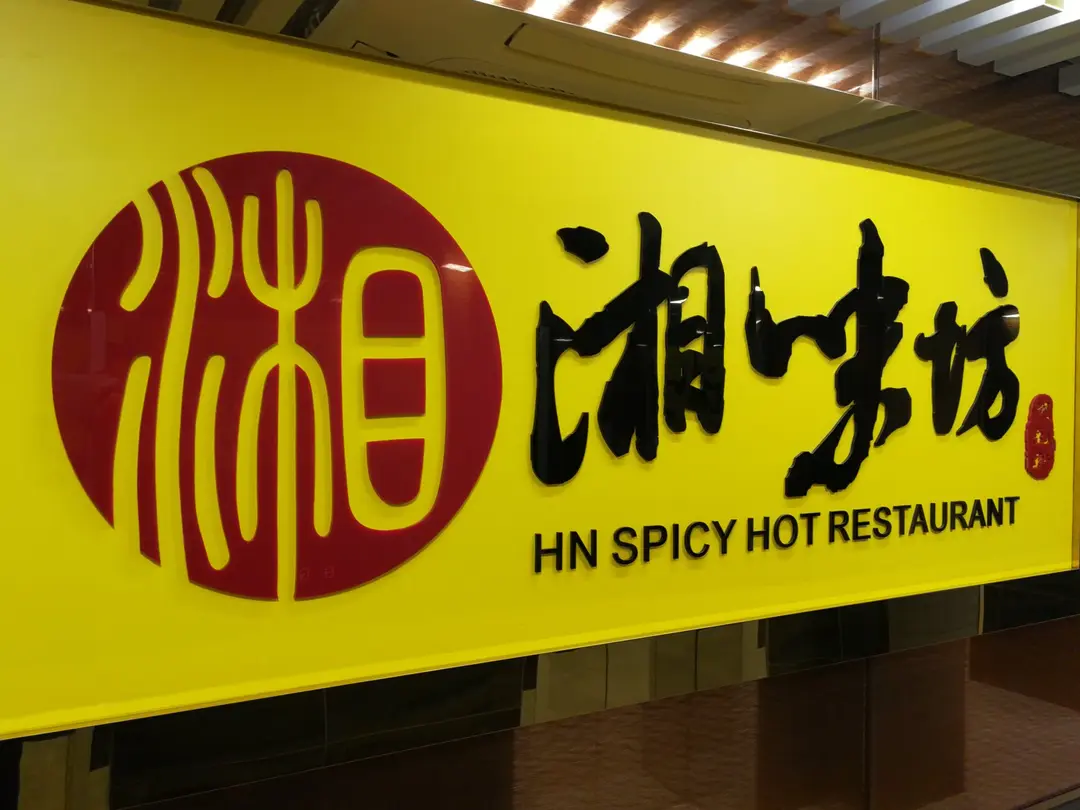 湘
湘味坊
HN SPICY HOT RESTAURANT